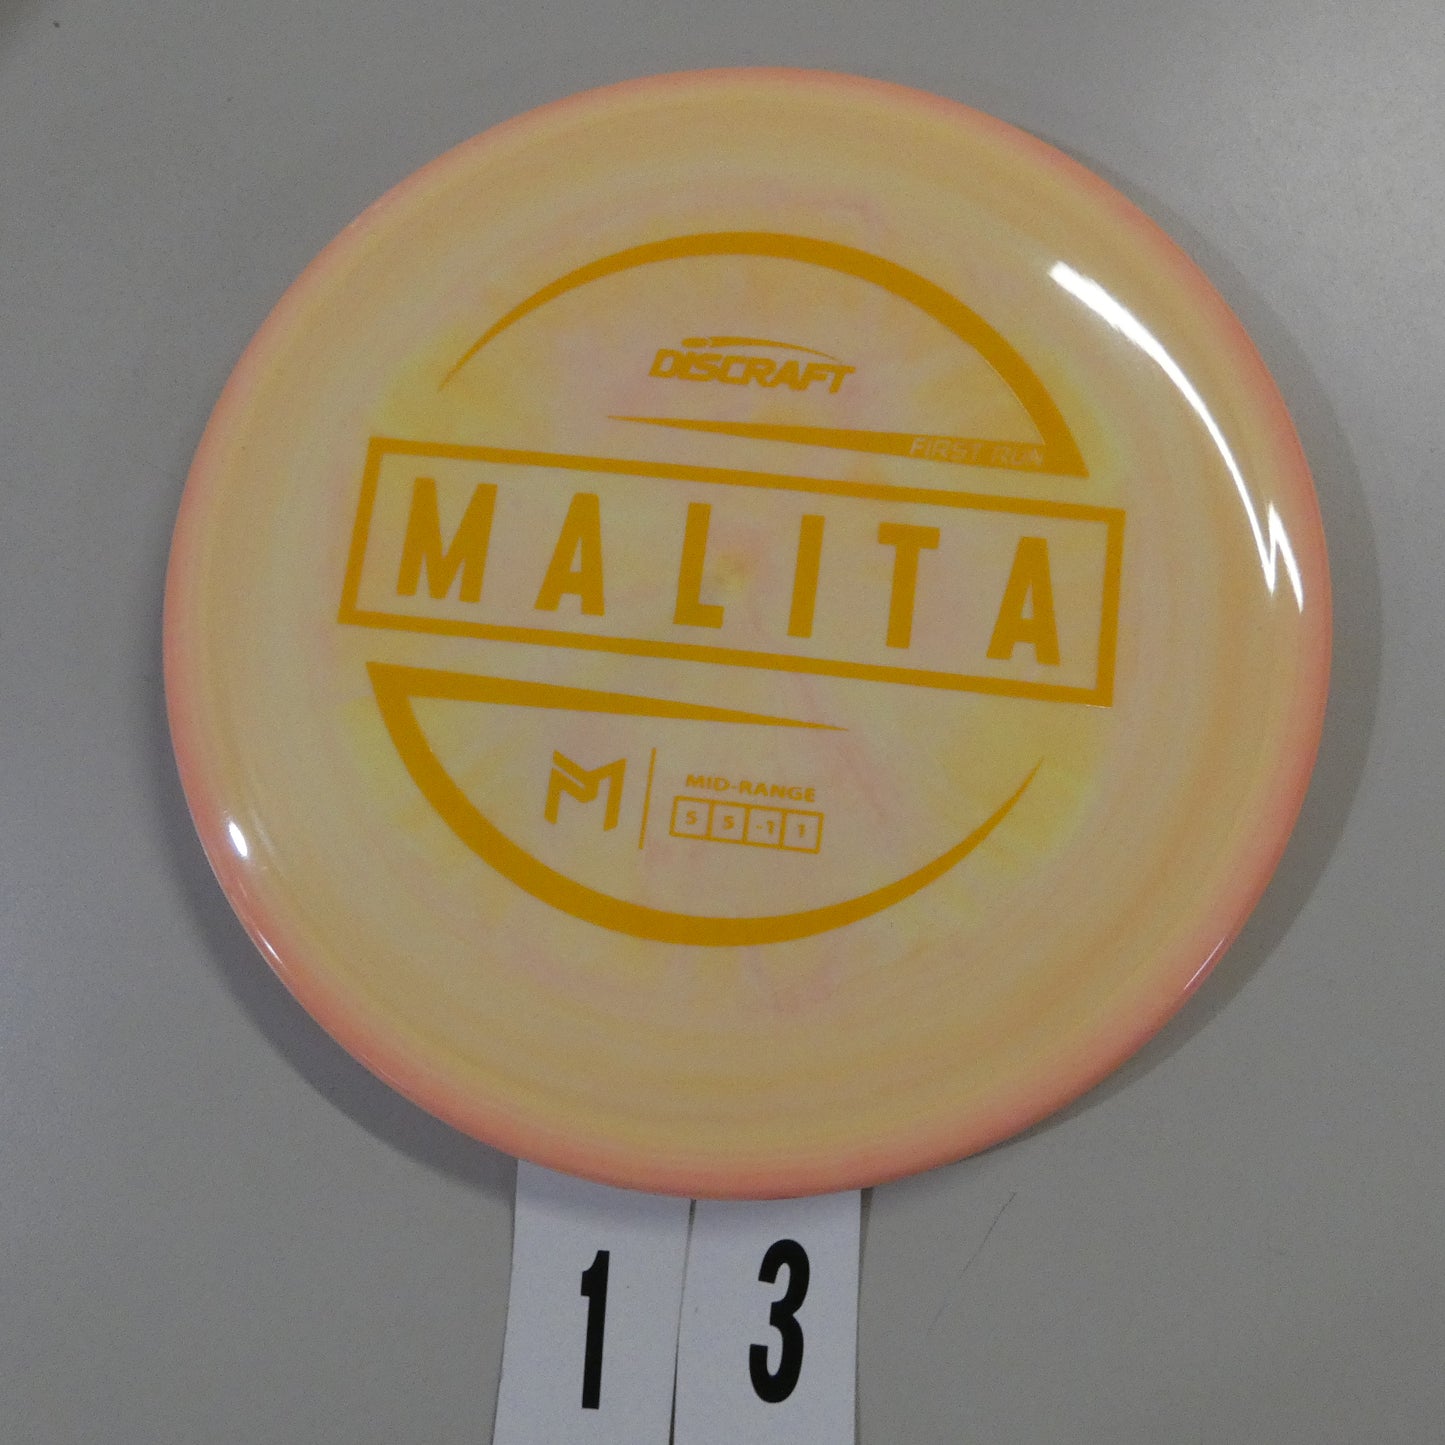 DISCRAFT
FIRST RUN
MALITA
MID-RANGE
5 5 -1 1
1 3